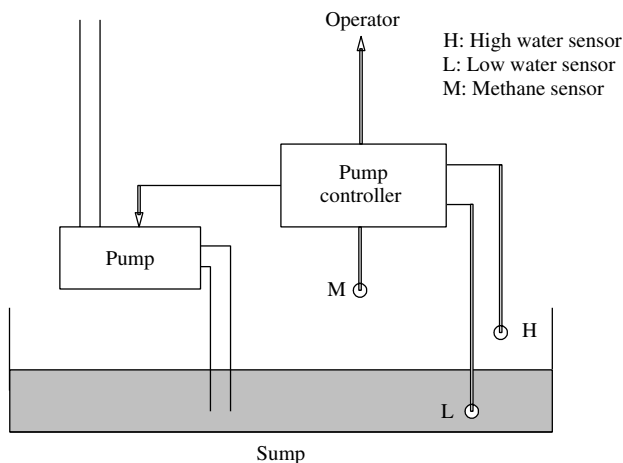 Operator
H: High water sensor
L: Low water sensor
M: Methane sensor
Pump
controller
Pump
M
H
L
Sump